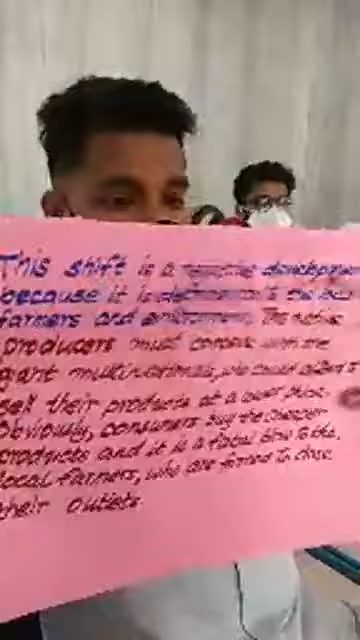 This shift is a negative development
because it is detrimental to the local
farmers and environment. The native
producers must compete with the
giant multinationals, who could afford to
sell their products at a lower
Obviously, consumers buy the cheaper
products and it is a fatal blow to the
local farmers, who are forced to close
their outlets